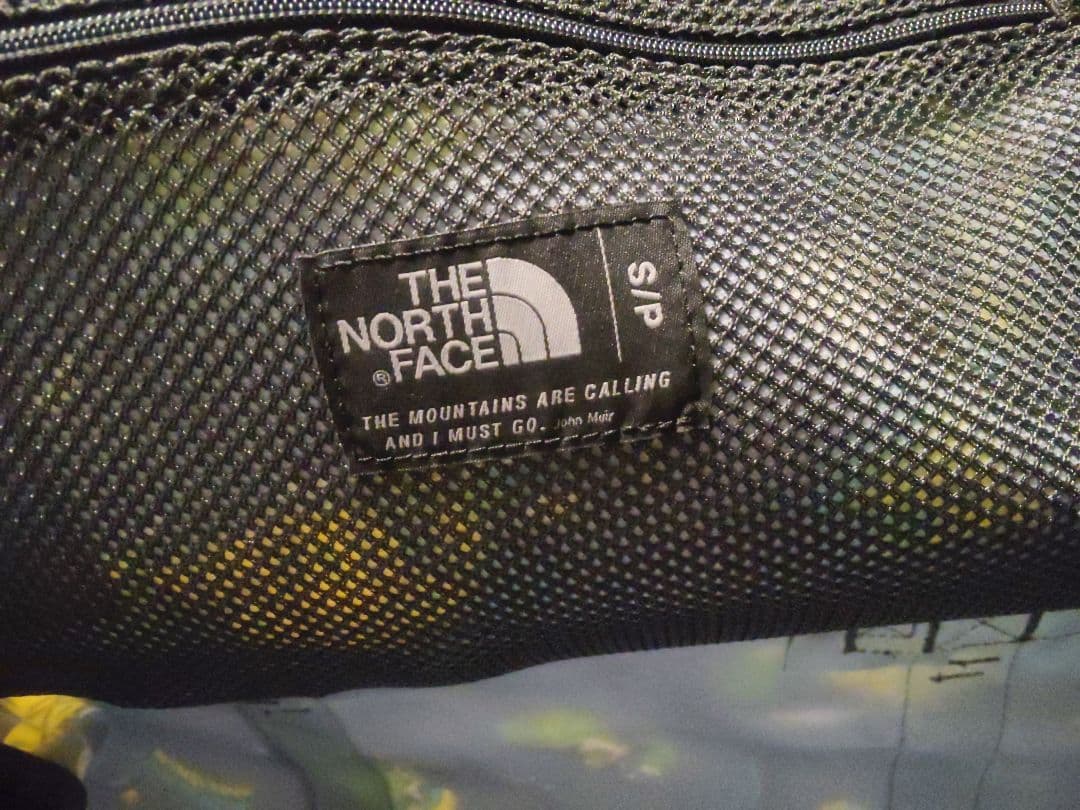 THE
NORTH
®FACE
S/P
THE MOUNTAINS ARE CALLING
AND I MUST GO. John Muir